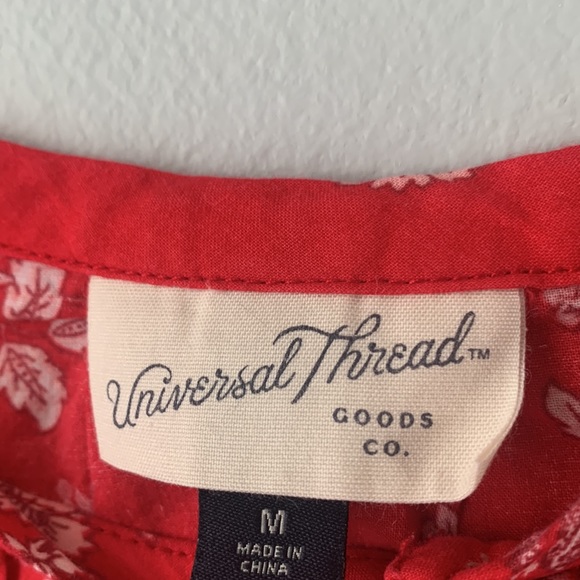 Universal Thread™
GOODS
CO.
M
MADE IN
CHINA